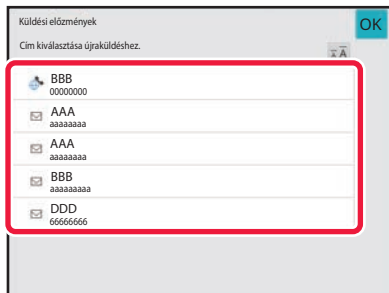 Küldési előzmények
OK
Cím kiválasztása újraküldéshez.
BBB
00000000
AAA
aaaaaaaa
AAA
aaaaaaaa
BBB
aaaaaaaaa
DDD
66666666